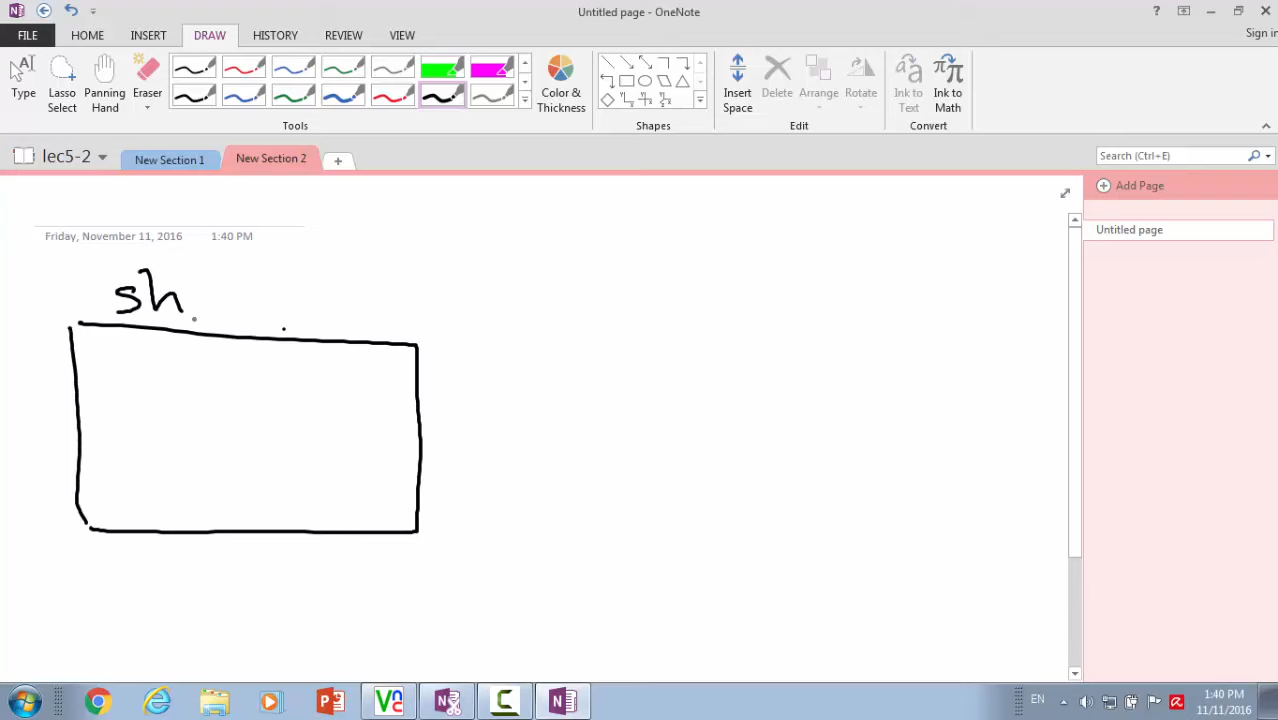 Untitled page - OneNote
? 
FILE HOME INSERT DRAW HISTORY REVIEW VIEW Sign in
Type Lasso Select Panning Hand Eraser Color & Thickness Insert Space Delete Arrange Rotate Ink to Text Ink to Math
Tools Shapes Edit Convert
lec5-2 New Section 1 New Section 2 + Search (Ctrl+E)
Add Page
Untitled page
Friday, November 11, 2016 1:40 PM
sh
EN 1:40 PM
11/11/2016